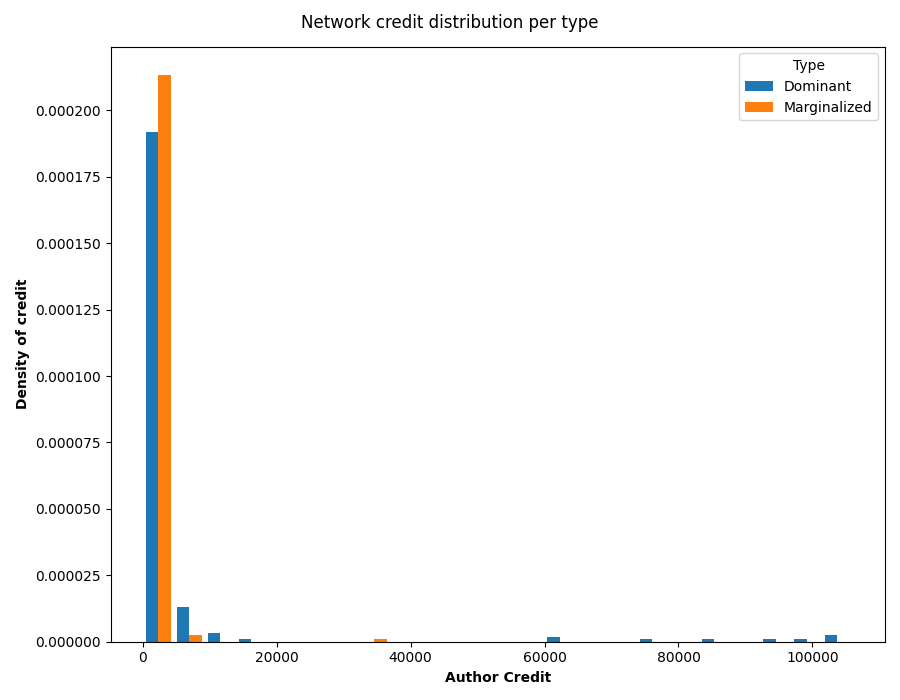 Network credit distribution per type
Type
Dominant
Marginalized
0.000200
0.000175
0.000150
0.000125
0.000100
0.000075
0.000050
0.000025
0.000000
Density of credit
0
20000
40000
60000
80000
100000
Author Credit